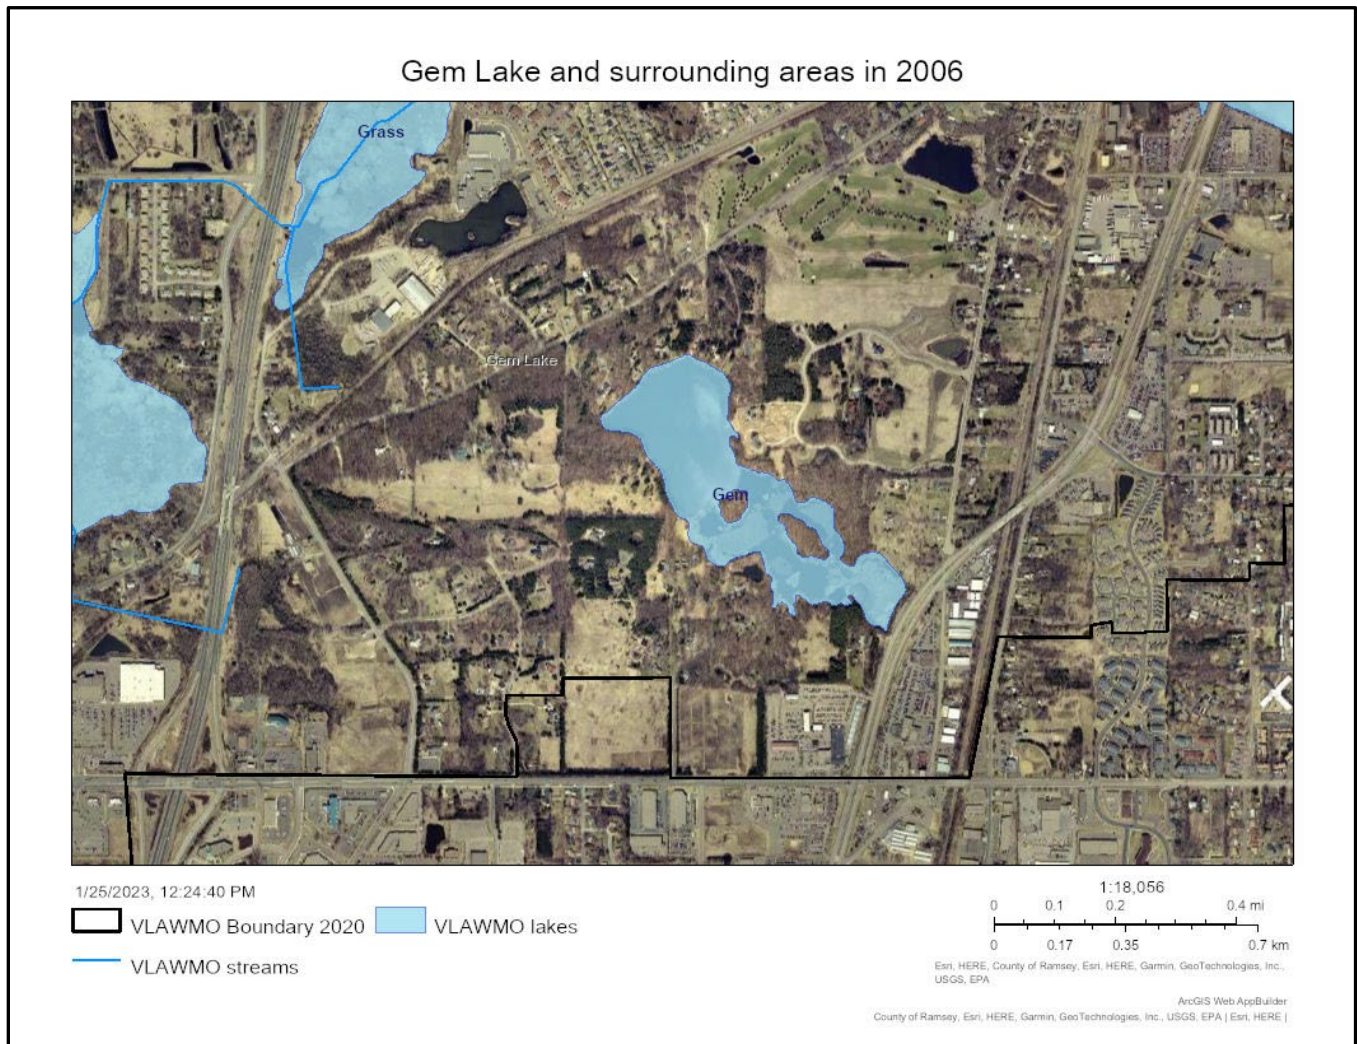 Gem Lake and surrounding areas in 2006
Grass
Gem Lake
Gem
1/25/2023, 12:24:40 PM
VLAWMO Boundary 2020
VLAWMO lakes
VLAWMO streams
1:18,056
0 0.1 0.2 0.4 mi
0 0.17 0.35 0.7 km
Esri, HERE, County of Ramsey, Esri, HERE, Garmin, GeoTechnologies, Inc.,
USGS, EPA
ArcGIS Web AppBuilder
County of Ramsey, Esri, HERE, Garmin, GeoTechnologies, Inc., USGS, EPA | Esri, HERE |